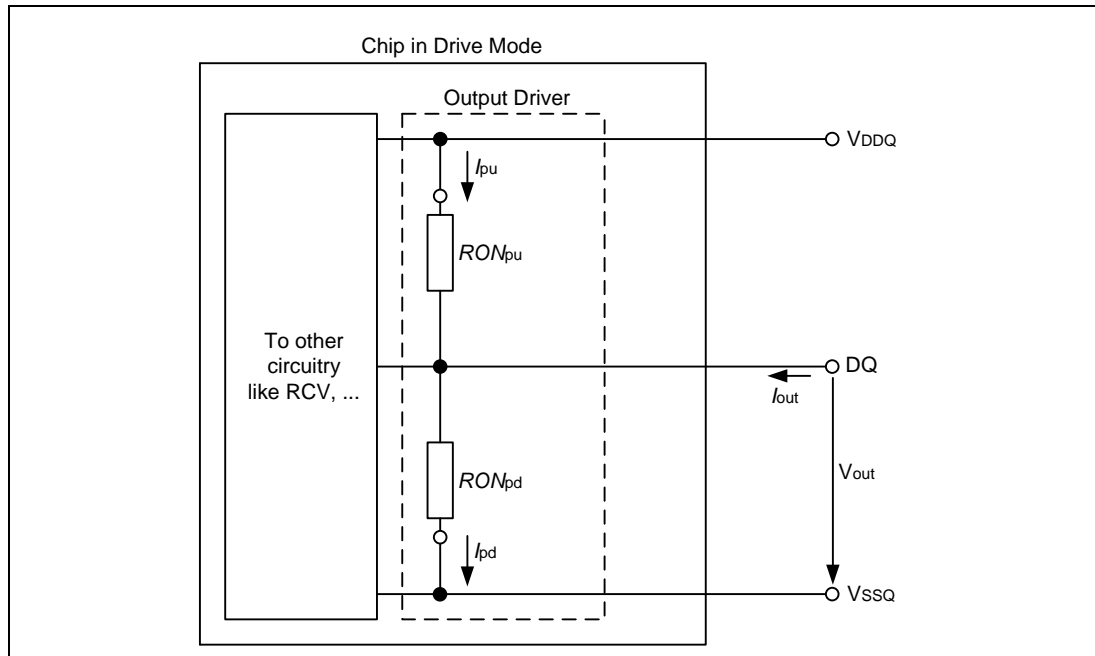 Chip in Drive Mode
Output Driver
VDDQ
Ipu
RONpu
To other
circuitry
like RCV, ...
DQ
Iout
RONpd
Vout
Ipd
VSSQ